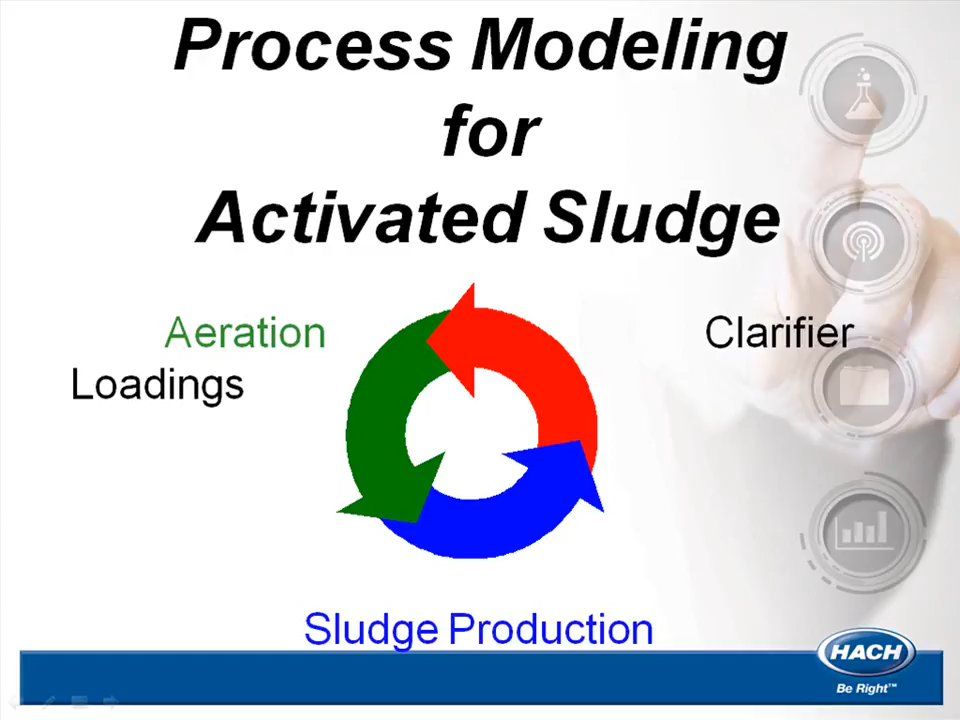 Process Modeling
for
Activated Sludge
Aeration
Loadings
Clarifier
Sludge Production
HACH
Be Right™